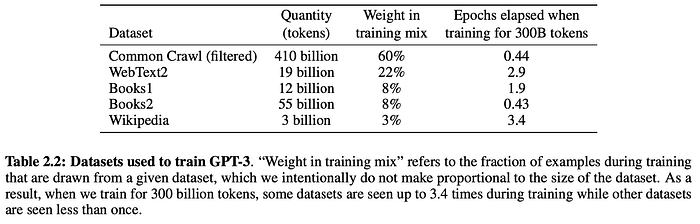 Quantity Weight in Epochs elapsed when
Dataset (tokens) training mix training for 300B tokens
Common Crawl (filtered) 410 billion 60% 0.44
WebText2 19 billion 22% 2.9
Books1 12 billion 8% 1.9
Books2 55 billion 8% 0.43
Wikipedia 3 billion 3% 3.4
Table 2.2: Datasets used to train GPT-3. “Weight in training mix” refers to the fraction of examples during training
that are drawn from a given dataset, which we intentionally do not make proportional to the size of the dataset. As a
result, when we train for 300 billion tokens, some datasets are seen up to 3.4 times during training while other datasets
are seen less than once.